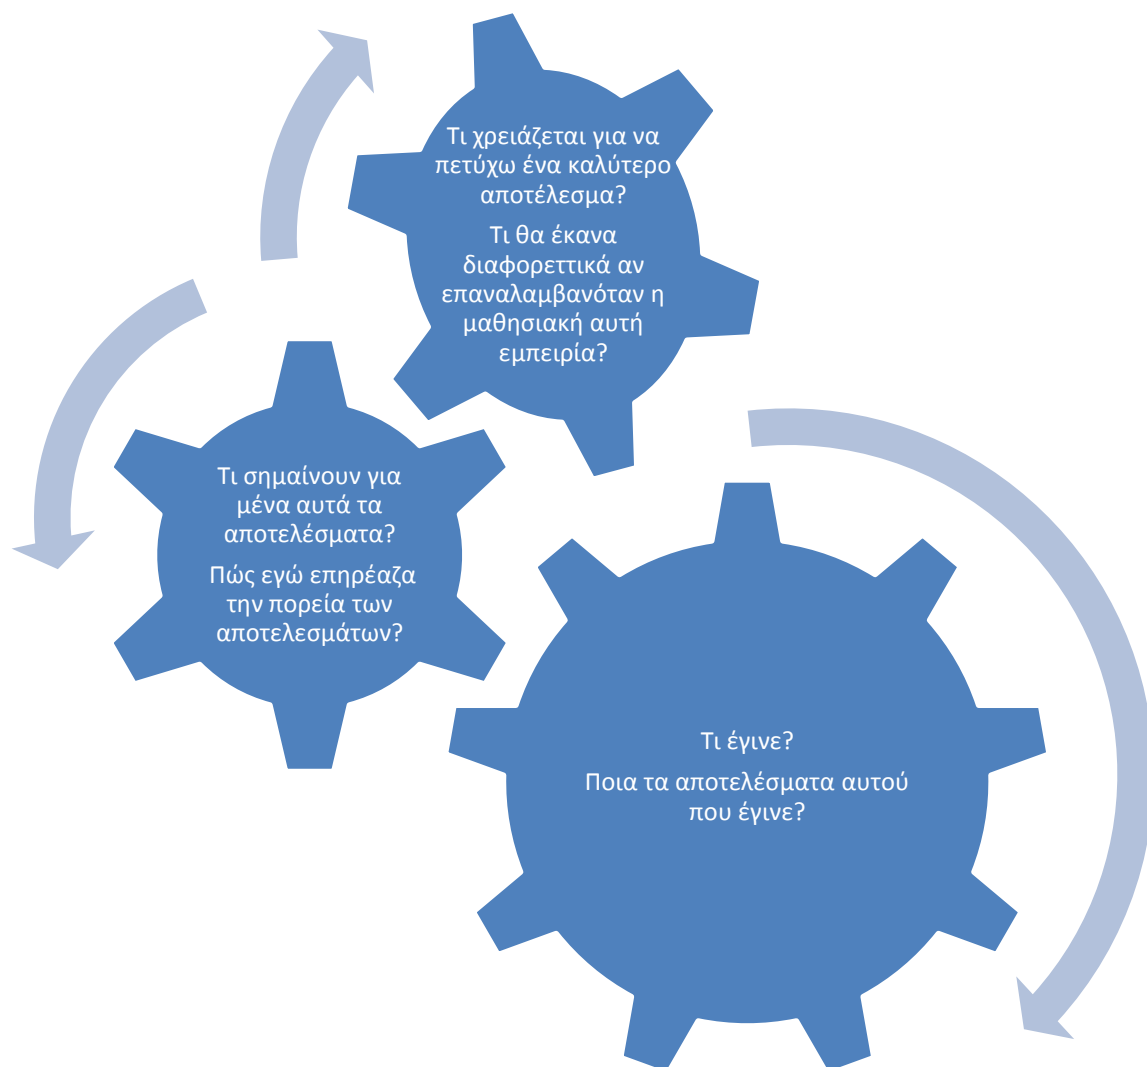 Τι χρειάζεται για να
πετύχω ένα καλύτερο
αποτέλεσμα?
Τι θα έκανα
διαφορεττικά αν
επαναλαμβανόταν η
μαθησιακή αυτή
εμπειρία?
Τι σημαίνουν για
μένα αυτά τα
αποτελέσματα?
Πώς εγώ επηρέαζα
την πορεία των
αποτελεσμάτων?
Τι έγινε?
Ποια τα αποτελέσματα αυτού
που έγινε?